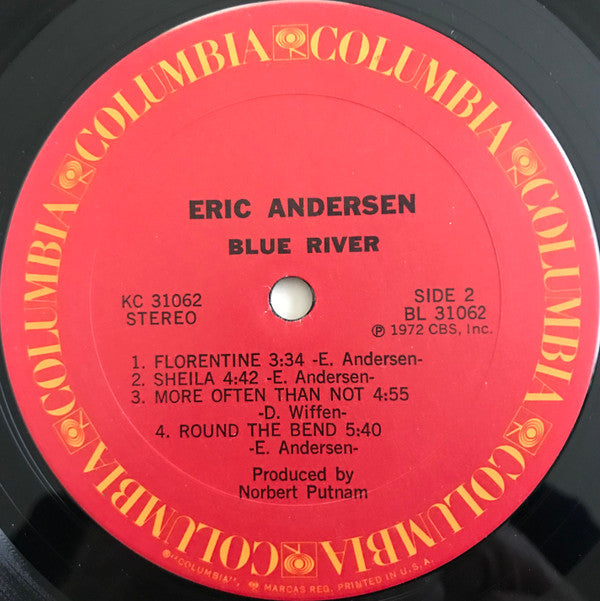 COLUMBIA COLUMBIA COLUMBIA COLUMBIA COLUMBIA COLUMBIA
ERIC ANDERSEN
BLUE RIVER
KC 31062
STEREO
SIDE 2
BL 31062
℗ 1972 CBS, Inc.
1. FLORENTINE 3:34 -E. Andersen-
2. SHEILA 4:42 -E. Andersen-
3. MORE OFTEN THAN NOT 4:55
-D. Wiffen-
4. ROUND THE BEND 5:40
-E. Andersen-
Produced by
Norbert Putnam
®"COLUMBIA", MARCAS REG. PRINTED IN U.S.A.